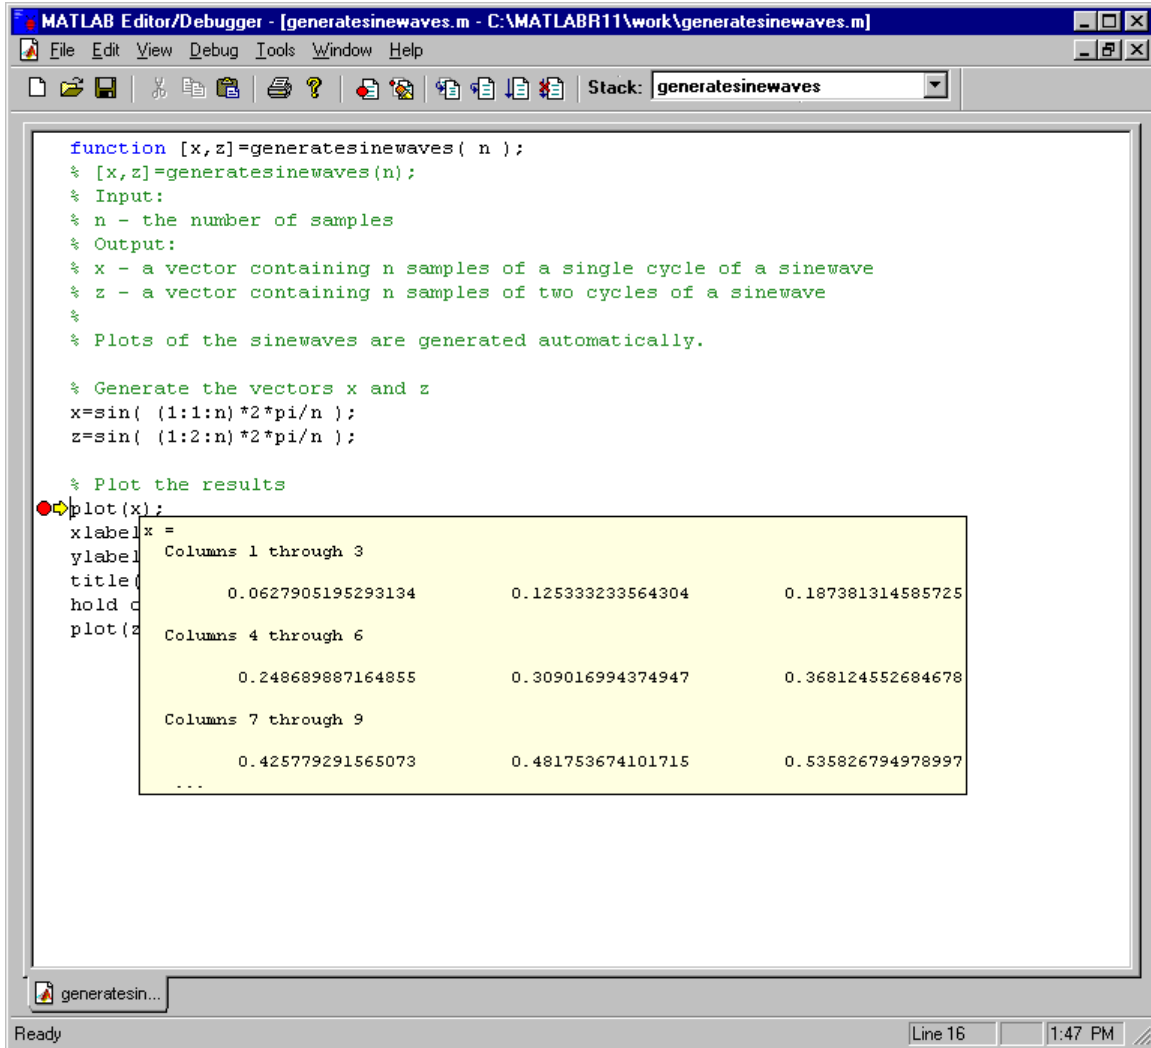 MATLAB Editor/Debugger - [generatesinewaves.m - C:\MATLABR11\work\generatesinewaves.m]
File Edit View Debug Tools Window Help
Stack: generatesinewaves
function [x,z]=generatesinewaves( n );
% [x,z]=generatesinewaves(n);
% Input:
% n - the number of samples
% Output:
% x - a vector containing n samples of a single cycle of a sinewave
% z - a vector containing n samples of two cycles of a sinewave
%
% Plots of the sinewaves are generated automatically.
% Generate the vectors x and z
x=sin( (1:1:n)*2*pi/n );
z=sin( (1:2:n)*2*pi/n );
% Plot the results
plot(x);
xlabel
ylabel
title(
hold
plot(z
x =
Columns 1 through 3
0.0627905195293134 0.125333233564304 0.187381314585725
Columns 4 through 6
0.248689887164855 0.309016994374947 0.368124552684678
Columns 7 through 9
0.425779291565073 0.481753674101715 0.535826794978997
...
generatesin...
Ready Line 16 1:47 PM